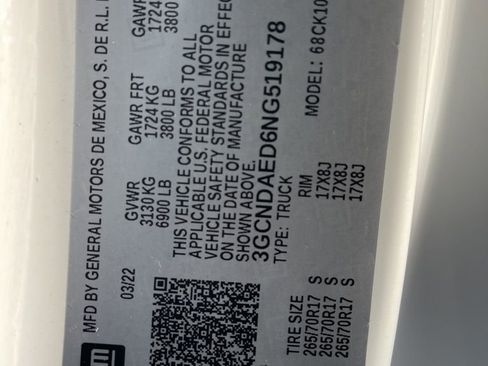 MFD BY GENERAL MOTORS DE MEXICO, S. DE R.L.
03/22
GVWR GAWR FRT GAWR
3130 KG 1724 KG 1724
6900 LB 3800 LB 3800
THIS VEHICLE CONFORMS TO ALL
APPLICABLE U.S. FEDERAL MOTOR
VEHICLE SAFETY STANDARDS IN EFFE
ON THE DATE OF MANUFACTURE
SHOWN ABOVE.
3GCNDAED6NG519178
TYPE: TRUCK MODEL: 68CK10
TIRE SIZE RIM
265/70R17 S 17X8J
265/70R17 S 17X8J
265/70R17 S 17X8J
gm